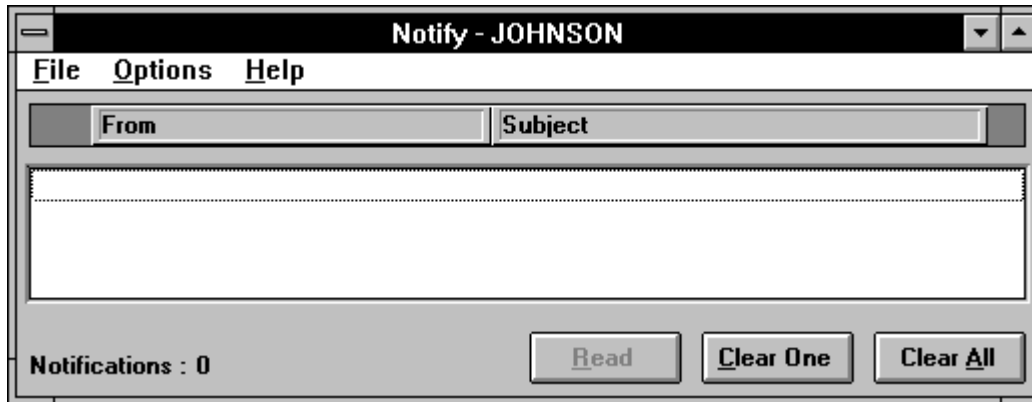 Notify - JOHNSON
File Options Help
From Subject
Notifications : 0 Read Clear One Clear All